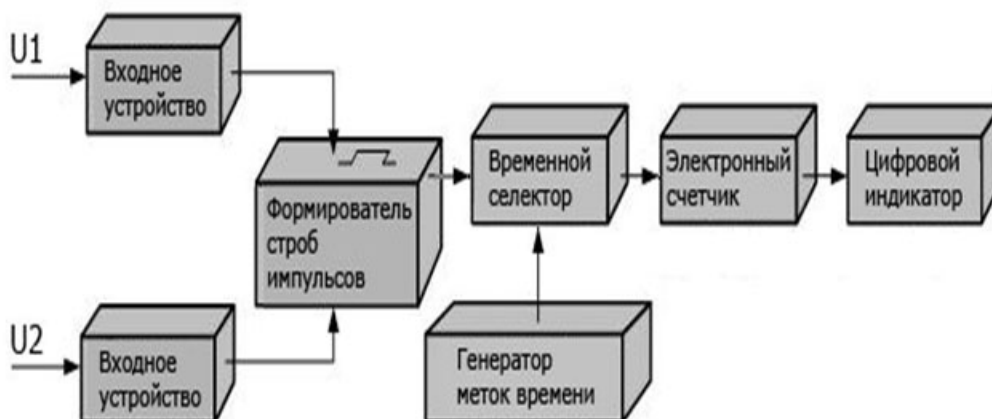 U1
Входное
устройство
Формирователь
строб
импульсов
Временной
селектор
Электронный
счетчик
Цифровой
индикатор
U2
Входное
устройство
Генератор
меток времени